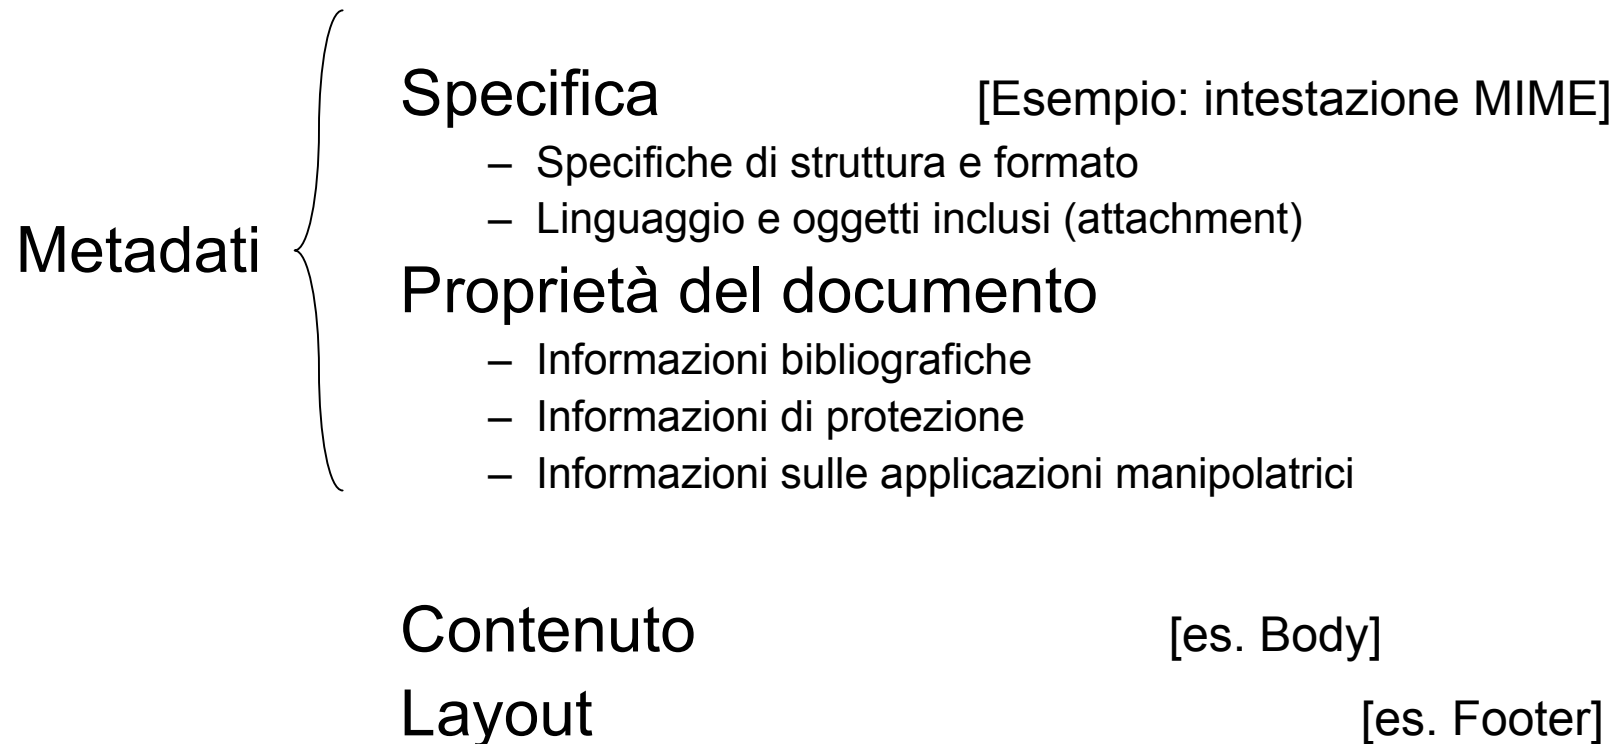 Specifica [Esempio: intestazione MIME]
– Specifiche di struttura e formato
– Linguaggio e oggetti inclusi (attachment)
Metadati
Proprietà del documento
– Informazioni bibliografiche
– Informazioni di protezione
– Informazioni sulle applicazioni manipolatrici
Contenuto [es. Body]
Layout [es. Footer]